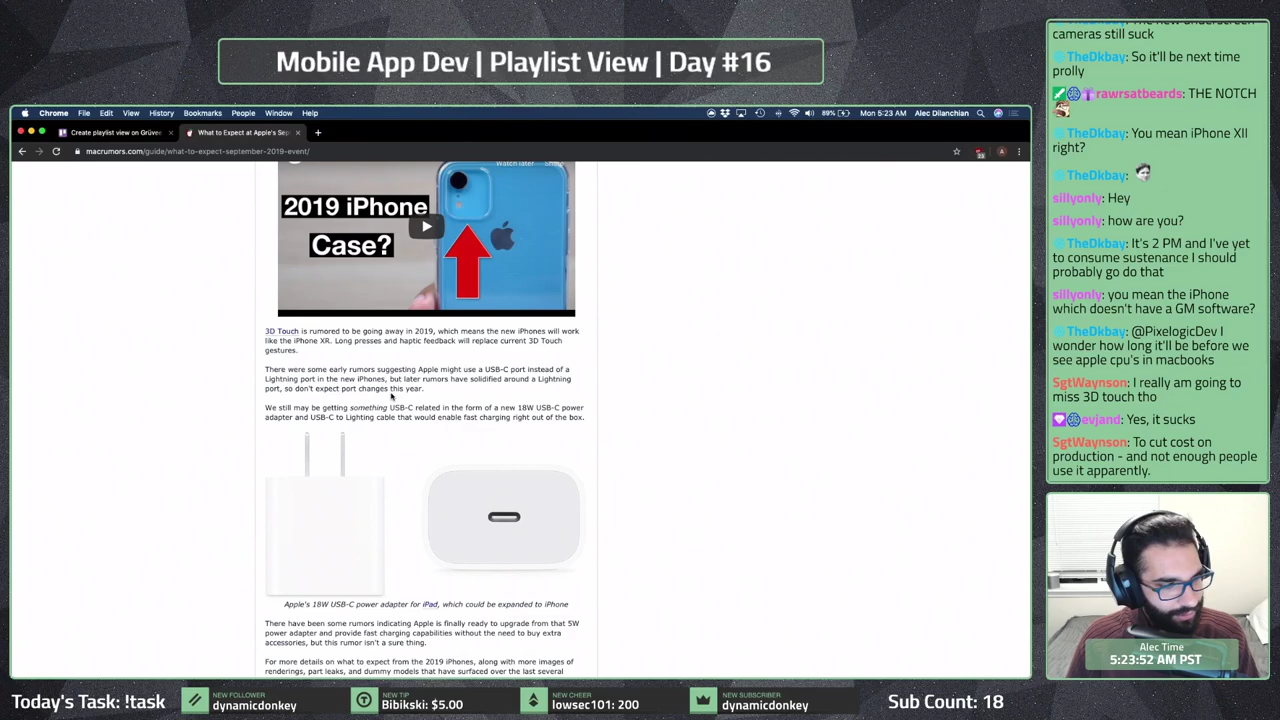 Mobile App Dev | Playlist View | Day #16
Chrome File Edit View History Bookmarks People Window Help
89% Mon 5:23 AM Alec Dilanchian
Create playlist view on Grüve
What to Expect at Apple's Sep
macrumors.com/guide/what-to-expect-september-2019-event/
Watch later Share
2019 iPhone
Case?
3D Touch is rumored to be going away in 2019, which means the new iPhones will work
like the iPhone XR. Long presses and haptic feedback will replace current 3D Touch
gestures.
There were some early rumors suggesting Apple might use a USB-C port instead of a
Lightning port in the new iPhones, but later rumors have solidified around a Lightning
port, so don't expect port changes this year.
We still may be getting something USB-C related in the form of a new 18W USB-C power
adapter and USB-C to Lighting cable that would enable fast charging right out of the box.
Apple's 18W USB-C power adapter for iPad, which could be expanded to iPhone
There have been some rumors indicating Apple is finally ready to upgrade from that 5W
power adapter and provide fast charging capabilities without the need to buy extra
accessories, but this rumor isn't a sure thing.
For more details on what to expect from the 2019 iPhones, along with more images of
renderings, part leaks, and dummy models that have surfaced over the last several
cameras still suck
TheDkbay: So it'll be next time
prolly
rawrsatbeards: THE NOTCH
TheDkbay: You mean iPhone XII
right?
TheDkbay:
sillyonly: Hey
sillyonly: how are you?
TheDkbay: It's 2 PM and I've yet
to consume sustenance I should
probably go do that
sillyonly: you mean the iPhone
which doesn't have a GM software?
TheDkbay: @PixelogicDev I
wonder how long it'll be before we
see apple cpu's in macbooks
SgtWaynson: I really am going to
miss 3D touch tho
evjand: Yes, it sucks
SgtWaynson: To cut cost on
production - and not enough people
use it apparently.
Alec Time
5:23:52 AM PST
Today's Task: !task
NEW FOLLOWER
dynamicdonkey
NEW TIP
Bibikski: $5.00
NEW CHEER
lowsec101: 200
NEW SUBSCRIBER
dynamicdonkey
Sub Count: 18